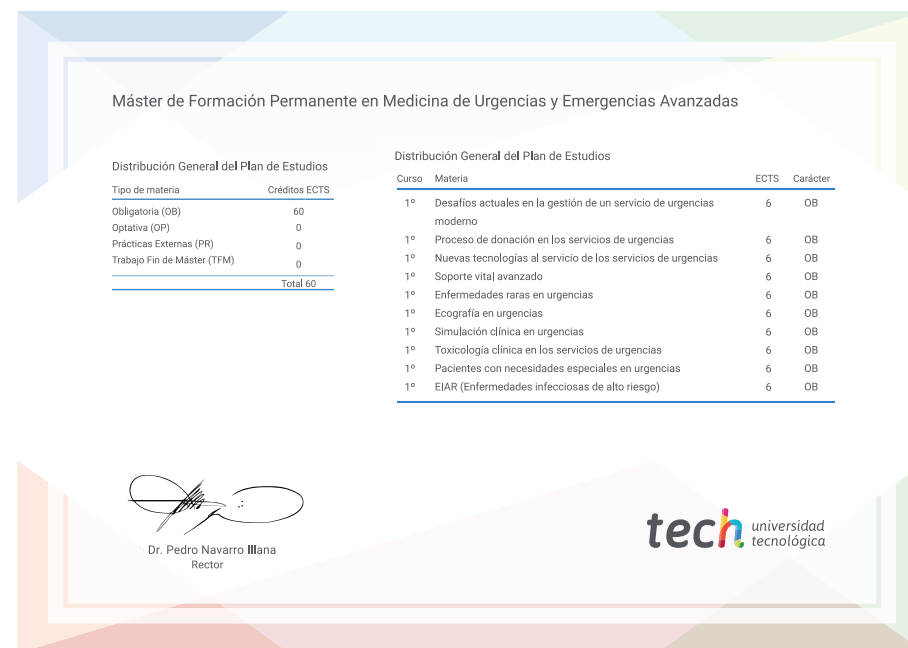 Máster de Formación Permanente en Medicina de Urgencias y Emergencias Avanzadas
Distribución General del Plan de Estudios
Tipo de materia Créditos ECTS
Obligatoria (OB) 60
Optativa (OP) 0
Prácticas Externas (PR) 0
Trabajo Fin de Máster (TFM) 0
Total 60
Distribución General del Plan de Estudios
Curso Materia ECTS Carácter
1º Desafíos actuales en la gestión de un servicio de urgencias 6 OB
moderno
1º Proceso de donación en los servicios de urgencias 6 OB
1º Nuevas tecnologías al servicio de los servicios de urgencias 6 OB
1º Soporte vital avanzado 6 OB
1º Enfermedades raras en urgencias 6 OB
1º Ecografía en urgencias 6 OB
1º Simulación clínica en urgencias 6 OB
1º Toxicología clínica en los servicios de urgencias 6 OB
1º Pacientes con necesidades especiales en urgencias 6 OB
1º EIAR (Enfermedades infecciosas de alto riesgo) 6 OB
Dr. Pedro Navarro Illana
Rector
tech universidad
tecnológica